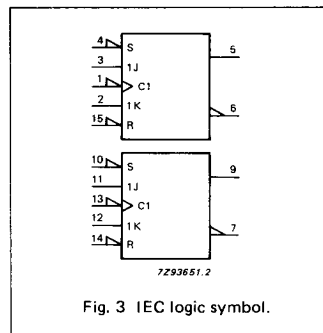 4 S 5
3 1J
1 C1
2 1K 6
15 R
10 S 9
11 1J
13 C1
12 1K 7
14 R
7Z93651.2
Fig. 3 IEC logic symbol.